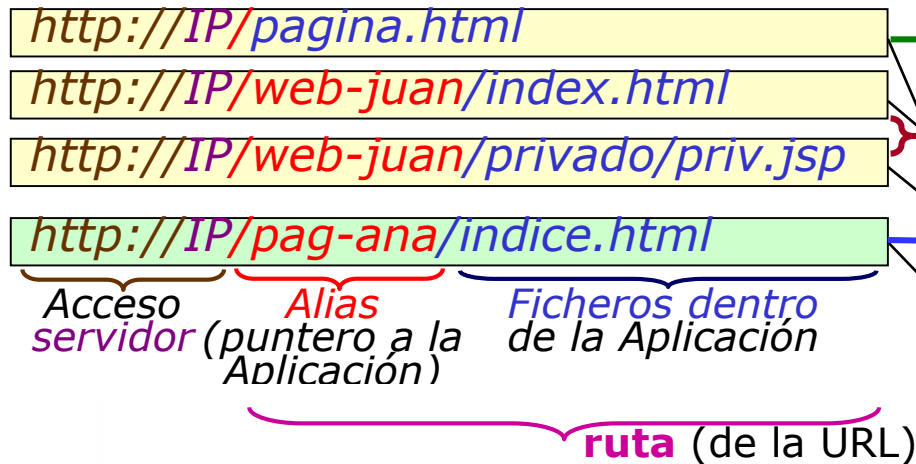 http://IP/pagina.html
http://IP/web-juan/index.html
http://IP/web-juan/privado/priv.jsp
http://IP/pag-ana/indice.html
Acceso Alias Ficheros dentro
servidor (puntero a la de la Aplicación
Aplicación)
ruta (de la URL)